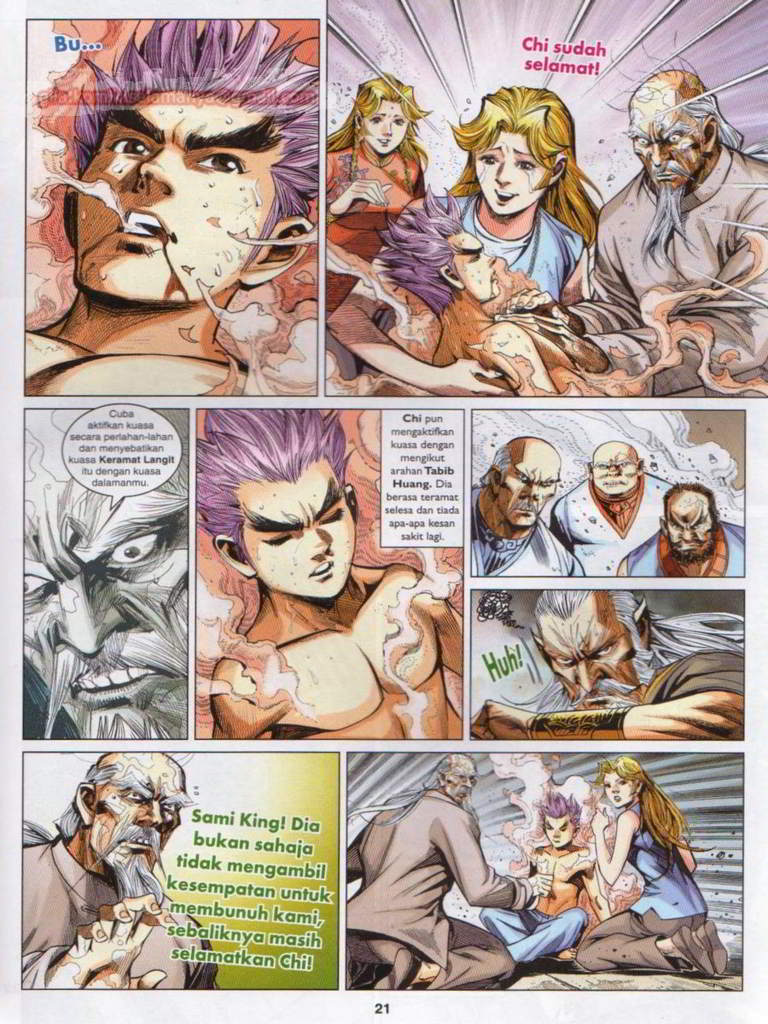 Bu...
Chi sudah
selamat!
Cuba
aktifkan kuasa
secara perlahan-lahan
dan menyebatikan
kuasa Keramat Langit
itu dengan kuasa
dalamanmu.
Chi pun
mengaktifkan
kuasa dengan
mengikut
arahan Tabib
Huang. Dia
berasa teramat
selesa dan tiada
apa-apa kesan
sakit lagi.
Huh!
Sami King! Dia
bukan sahaja
tidak mengambil
kesempatan untuk
membunuh kami,
sebaliknya masih
selamatkan Chi!
21